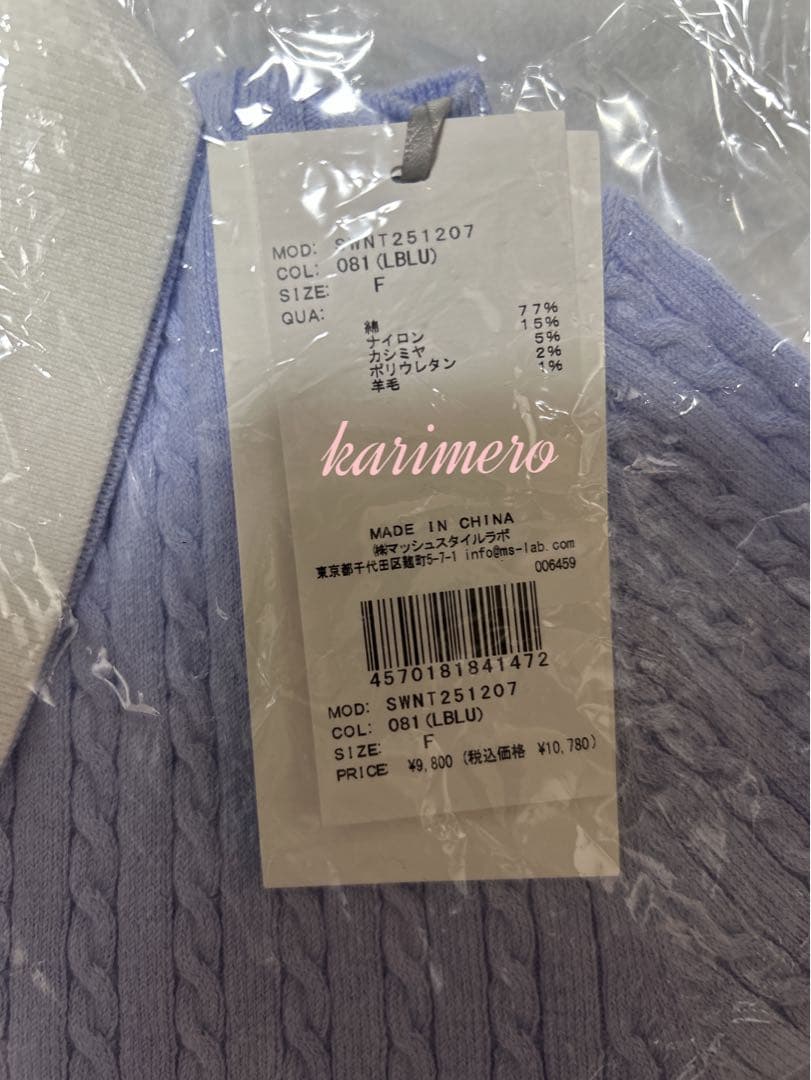 MOD: SWNT251207
COL: 081(LBLU)
SIZE: F
QUA:
綿 77%
ナイロン 15%
カシミヤ 5%
ポリウレタン 2%
羊毛 1%
karimero
MADE IN CHINA
㈱マッシュスタイルラボ
東京都千代田区麹町5-7-1 info@ms-lab.com
006459
4570181841472
MOD: SWNT251207
COL: 081(LBLU)
SIZE: F
PRICE: ¥9,800 (税込価格 ¥10,780)